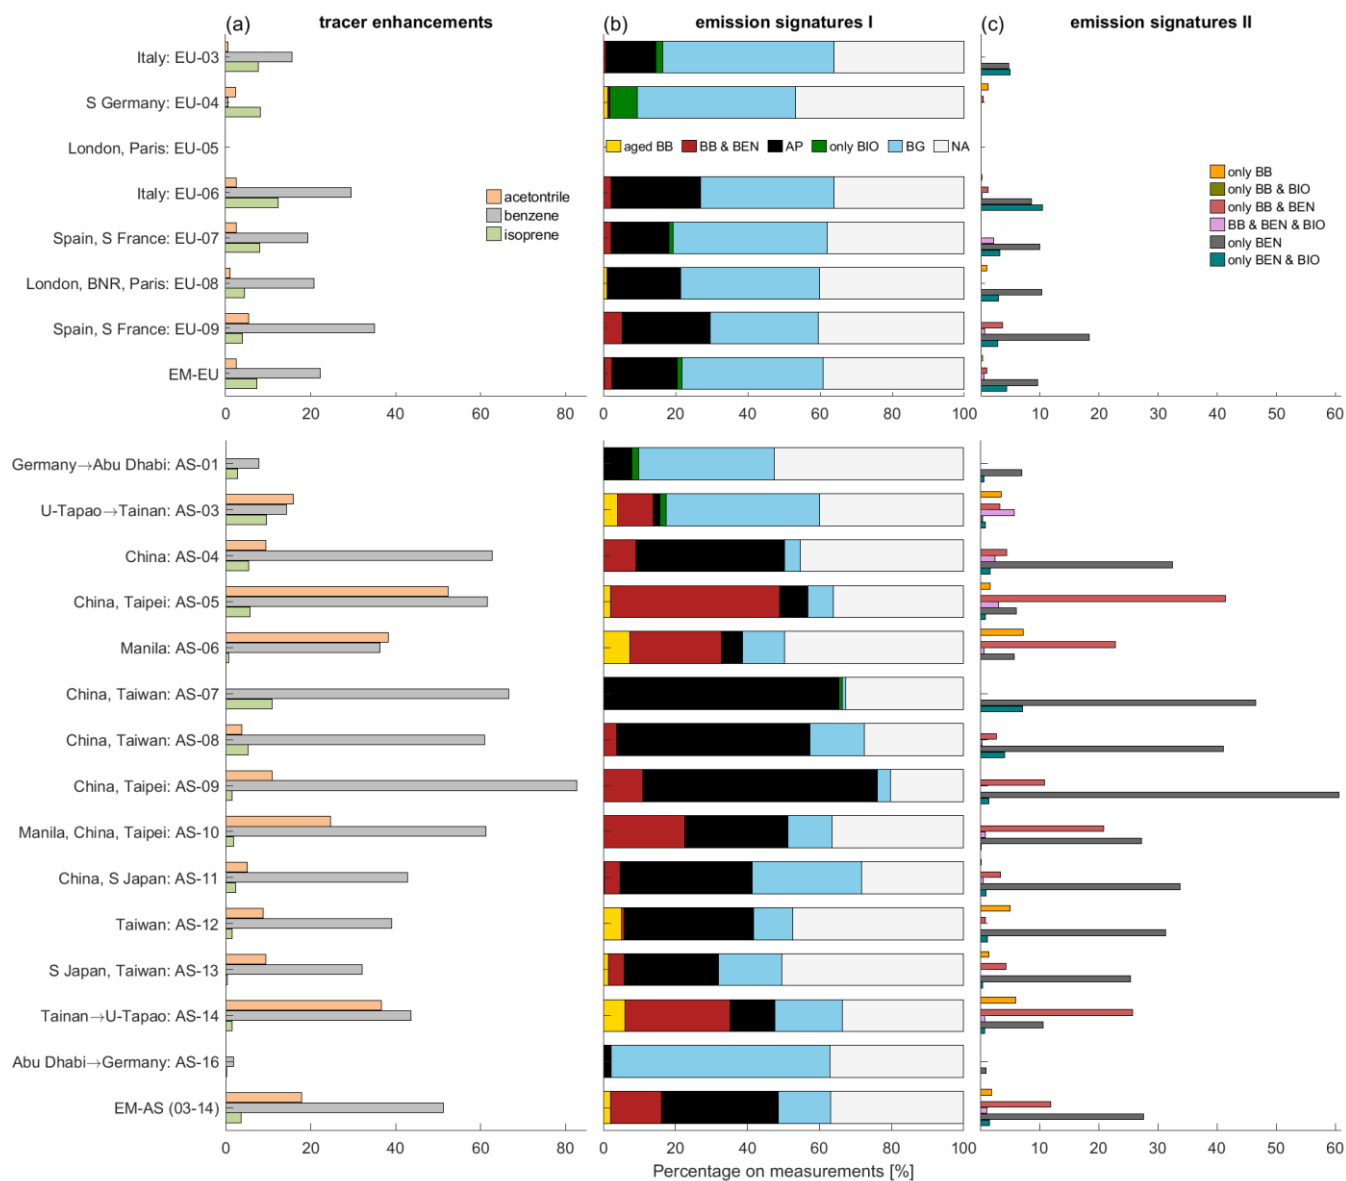 (a) tracer enhancements
(b) emission signatures I
(c) emission signatures II
Italy: EU-03
S Germany: EU-04
London, Paris: EU-05
Italy: EU-06
Spain, S France: EU-07
London, BNR, Paris: EU-08
Spain, S France: EU-09
EM-EU
acetontrile
benzene
isoprene
aged BB BB & BEN AP only BIO BG NA
only BB
only BB & BIO
only BB & BEN
BB & BEN & BIO
only BEN
only BEN & BIO
0 20 40 60 80
0 20 40 60 80 100
0 10 20 30 40 50 60
Germany→Abu Dhabi: AS-01
U-Tapao→Tainan: AS-03
China: AS-04
China, Taipei: AS-05
Manila: AS-06
China, Taiwan: AS-07
China, Taiwan: AS-08
China, Taipei: AS-09
Manila, China, Taipei: AS-10
China, S Japan: AS-11
Taiwan: AS-12
S Japan, Taiwan: AS-13
Tainan→U-Tapao: AS-14
Abu Dhabi→Germany: AS-16
EM-AS (03-14)
0 20 40 60 80
0 20 40 60 80 100
0 10 20 30 40 50 60
Percentage on measurements [%]